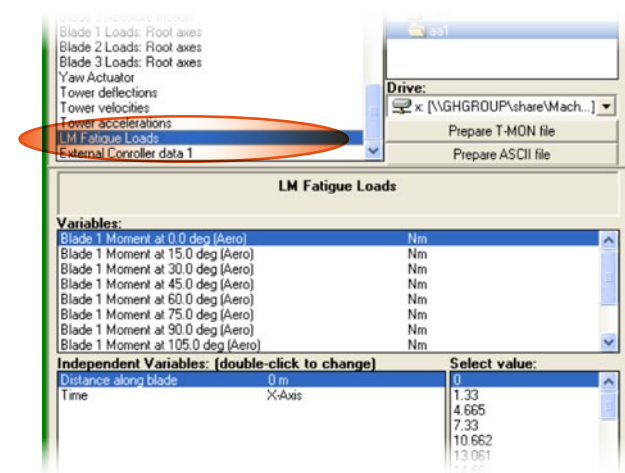 Blade 3 Absolute motion
Blade 1 Loads: Root axes
Blade 2 Loads: Root axes
Blade 3 Loads: Root axes
Yaw Actuator
Tower deflections
Tower velocities
Tower accelerations
LM Fatigue Loads
External Conroller data 1
aa1
Drive:
x: [\\GHGROUP\share\Mach...]
Prepare T-MON file
Prepare ASCII file
LM Fatigue Loads
Variables:
Blade 1 Moment at 0.0 deg (Aero) Nm
Blade 1 Moment at 15.0 deg (Aero) Nm
Blade 1 Moment at 30.0 deg (Aero) Nm
Blade 1 Moment at 45.0 deg (Aero) Nm
Blade 1 Moment at 60.0 deg (Aero) Nm
Blade 1 Moment at 75.0 deg (Aero) Nm
Blade 1 Moment at 90.0 deg (Aero) Nm
Blade 1 Moment at 105.0 deg (Aero) Nm
Independent Variables: (double-click to change)
Distance along blade 0 m
Time X-Axis
Select value:
0
1.33
4.665
7.33
10.662
13.061